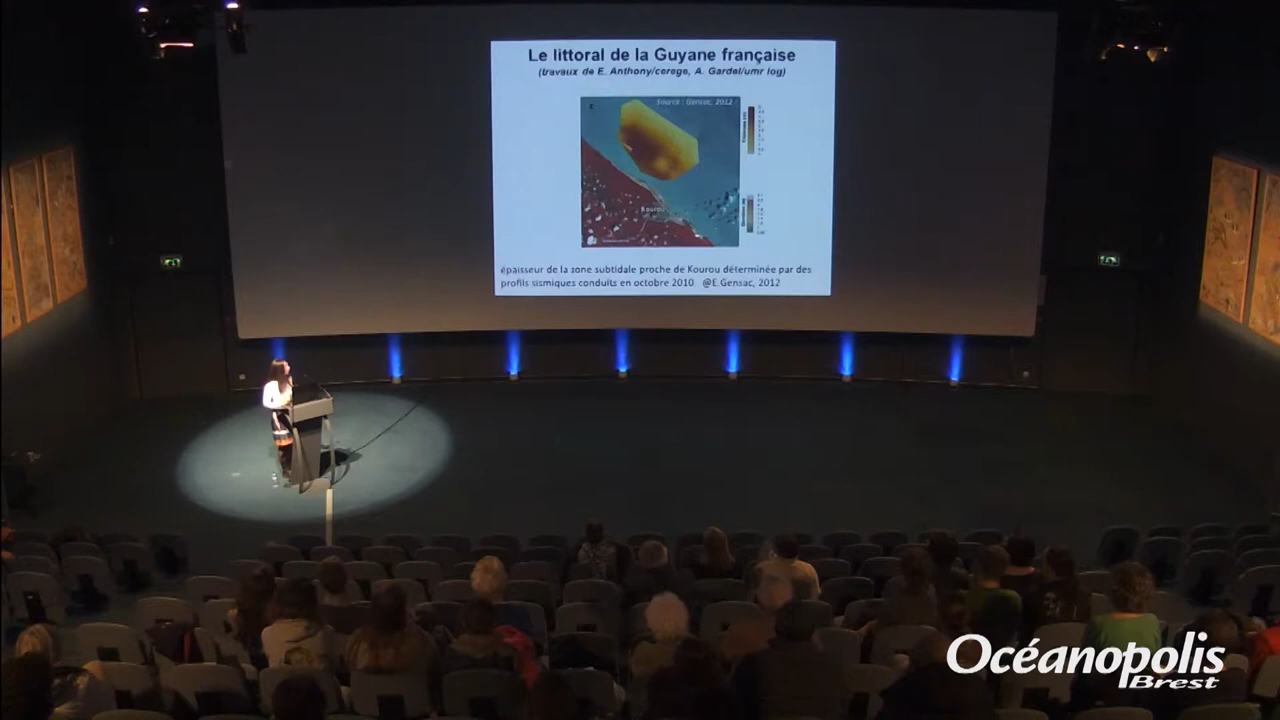 Le littoral de la Guyane française
(travaux de E. Anthony/cerege, A. Gardel/umr log)
Source : Gensac, 2012
Kourou
épaisseur de la zone subtidale proche de Kourou déterminée par des
profils sismiques conduits en octobre 2010 @E.Gensac, 2012
Océanopolis
Brest